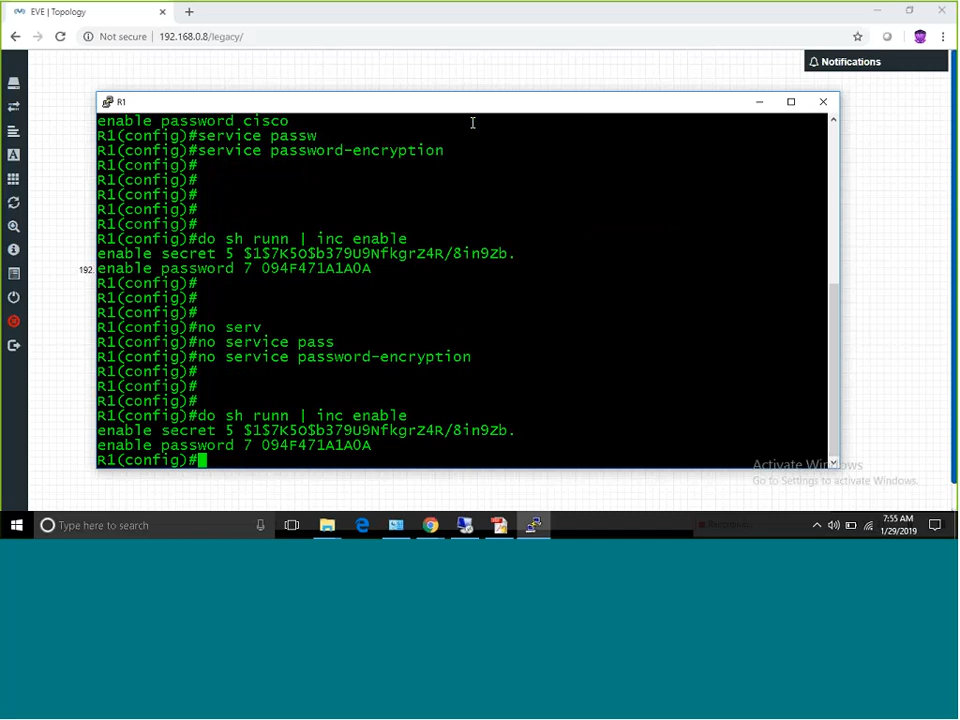 EVE | Topology
Not secure | 192.168.0.8/legacy/
Notifications
R1
enable password cisco
R1(config)#service passw
R1(config)#service password-encryption
R1(config)#
R1(config)#
R1(config)#
R1(config)#
R1(config)#
R1(config)#do sh runn | inc enable
enable secret 5 $1$7K5O$b379U9Nfkgrz4R/8in9Zb.
192.
enable password 7 094F471A1A0A
R1(config)#
R1(config)#
R1(config)#
R1(config)#no serv
R1(config)#no service pass
R1(config)#no service password-encryption
R1(config)#
R1(config)#
R1(config)#
R1(config)#do sh runn | inc enable
enable secret 5 $1$7K5O$b379U9Nfkgrz4R/8in9Zb.
enable password 7 094F471A1A0A
R1(config)#
Activate Windows
Go to Settings to activate Windows.
Type here to search
7:55 AM
1/29/2019